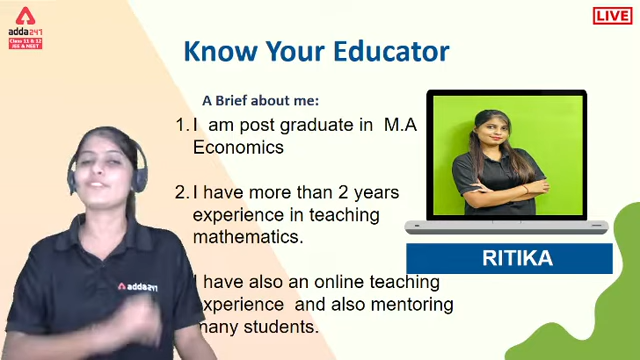 adda247
Class 11 & 12
JEE & NEET
LIVE
Know Your Educator
A Brief about me:
1. I am post graduate in M.A
Economics
2. I have more than 2 years
experience in teaching
mathematics.
I have also an online teaching
experience and also mentoring
many students.
RITIKA
adda247